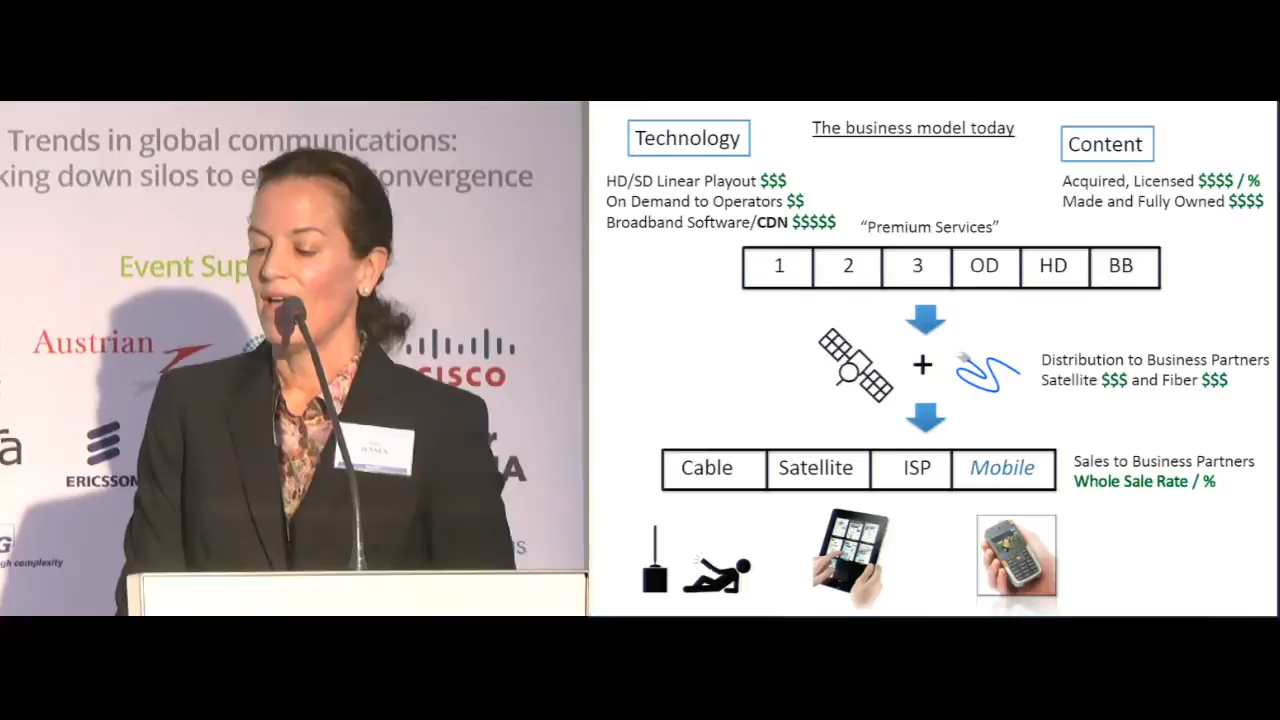 Trends in global communications:
king down silos to e
onvergence
Event Sup
Austrian
CISCO
ERICSSON
JENSEN
gh complexity
The business model today
Technology
Content
HD/SD Linear Playout $$$
On Demand to Operators $$
Broadband Software/CDN $$$$$
Acquired, Licensed $$$$ / %
Made and Fully Owned $$$$
“Premium Services”
1 2 3 OD HD BB
+
Distribution to Business Partners
Satellite $$$ and Fiber $$$
Cable Satellite ISP Mobile
Sales to Business Partners
Whole Sale Rate / %